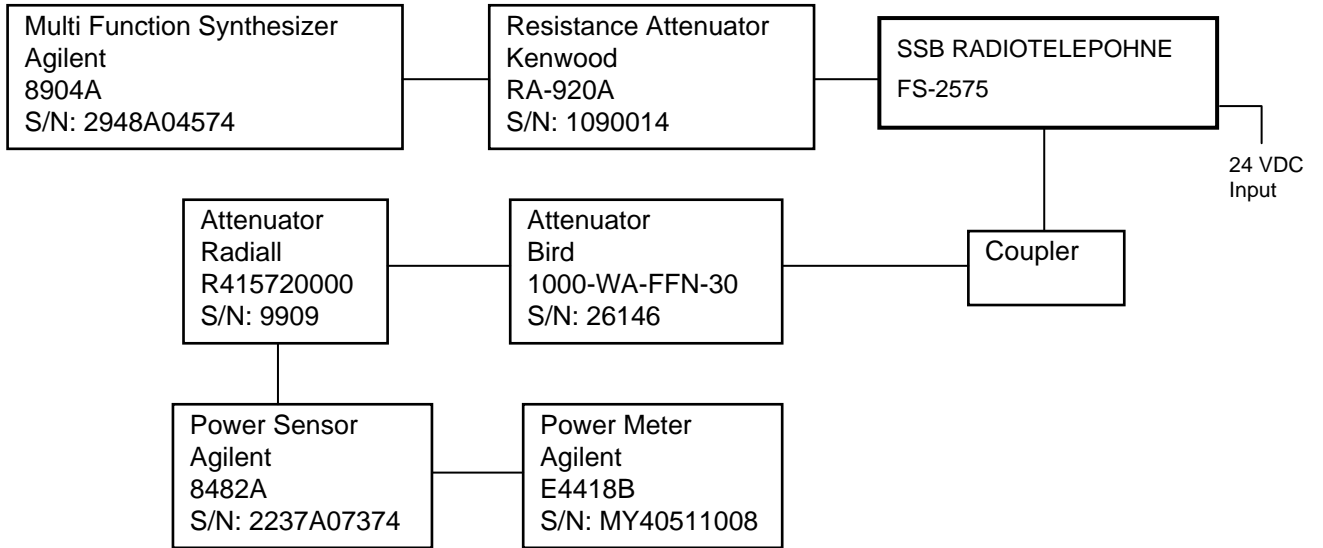 Multi Function Synthesizer
Agilent
8904A
S/N: 2948A04574
Resistance Attenuator
Kenwood
RA-920A
S/N: 1090014
SSB RADIOTELEPOHNE
FS-2575
24 VDC
Input
Attenuator
Radiall
R415720000
S/N: 9909
Attenuator
Bird
1000-WA-FFN-30
S/N: 26146
Coupler
Power Sensor
Agilent
8482A
S/N: 2237A07374
Power Meter
Agilent
E4418B
S/N: MY40511008